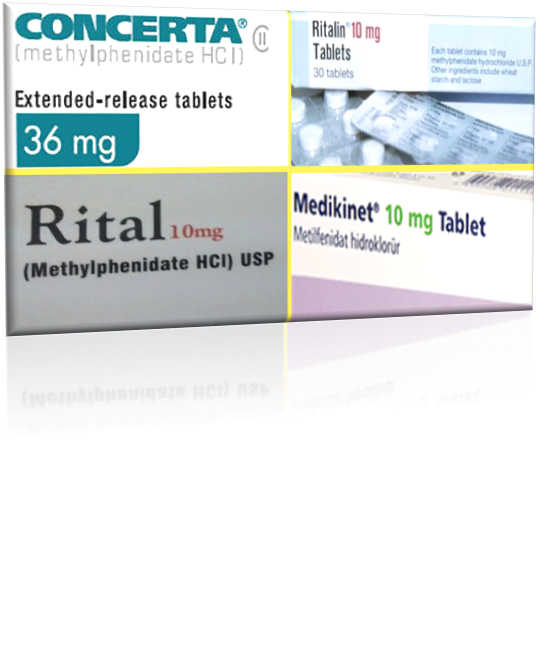 CONCERTA®
(methylphenidate HCl) CII
Extended-release tablets
36 mg
Ritalin® 10 mg
Tablets
30 tablets
Each tablet contains 10 mg
methylphenidate hydrochloride U.S.P.
Other ingredients include wheat
starch and lactose
Rital 10mg
(Methylphenidate HCl) USP
Medikinet® 10 mg Tablet
Metilfenidat hidroklorür